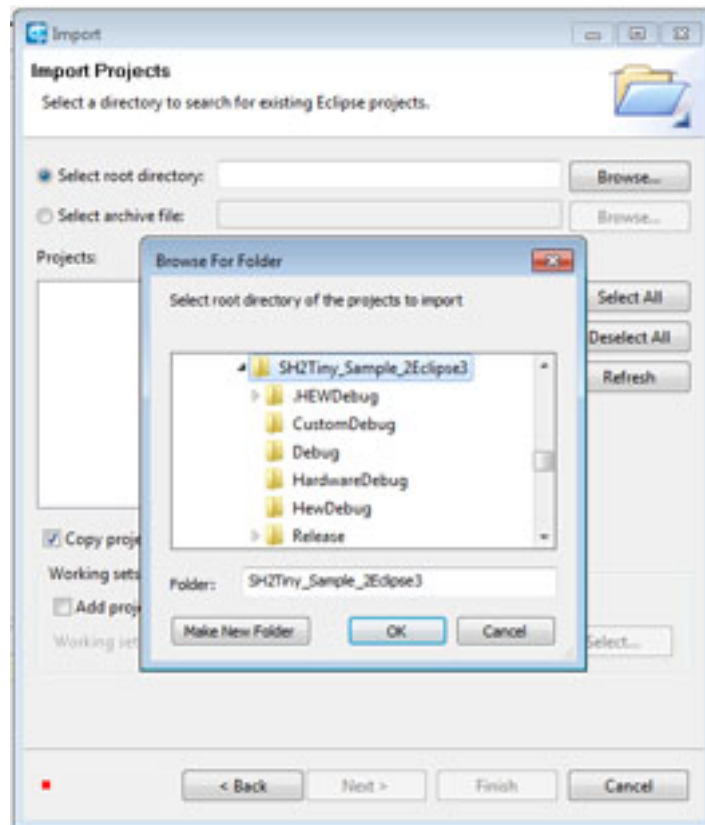 Import
Import Projects
Select a directory to search for existing Eclipse projects.
Select root directory:
Browse...
Select archive file:
Browse...
Projects:
Browse For Folder
Select root directory of the projects to import
Select All
Deselect All
Refresh
SH2Tiny_Sample_2Eclipse3
.HEWDebug
CustomDebug
Debug
HardwareDebug
HewDebug
Release
Copy proje
Working sets
Add proj
Working set
Folder: SH2Tiny_Sample_2Eclipse3
Select...
Make New Folder OK Cancel
< Back Next > Finish Cancel